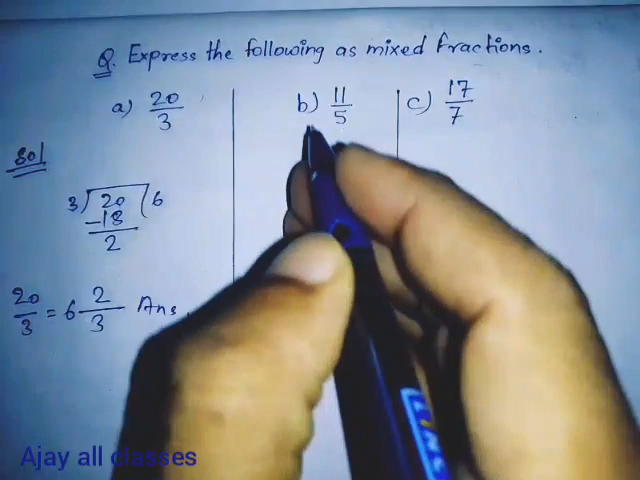 Q. Express the following as mixed fractions.
a) 20/3
b) 11/5
c) 17/7
Sol
3) 20 (6
-18
2
20/3 = 6 2/3 Ans.
Ajay all classes